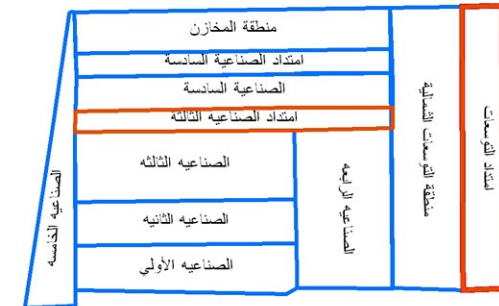 منطقة المخازن
امتداد الصناعية السادسة
الصناعية السادسة
امتداد الصناعيه الثالثه
الصناعيه الثالثه
الصناعيه الثانيه
الصناعيه الأولي
الصناعيه الرابعه
منطقة التوسعات الشمالية
امتداد التوسعات
الصناعيه الخامسه